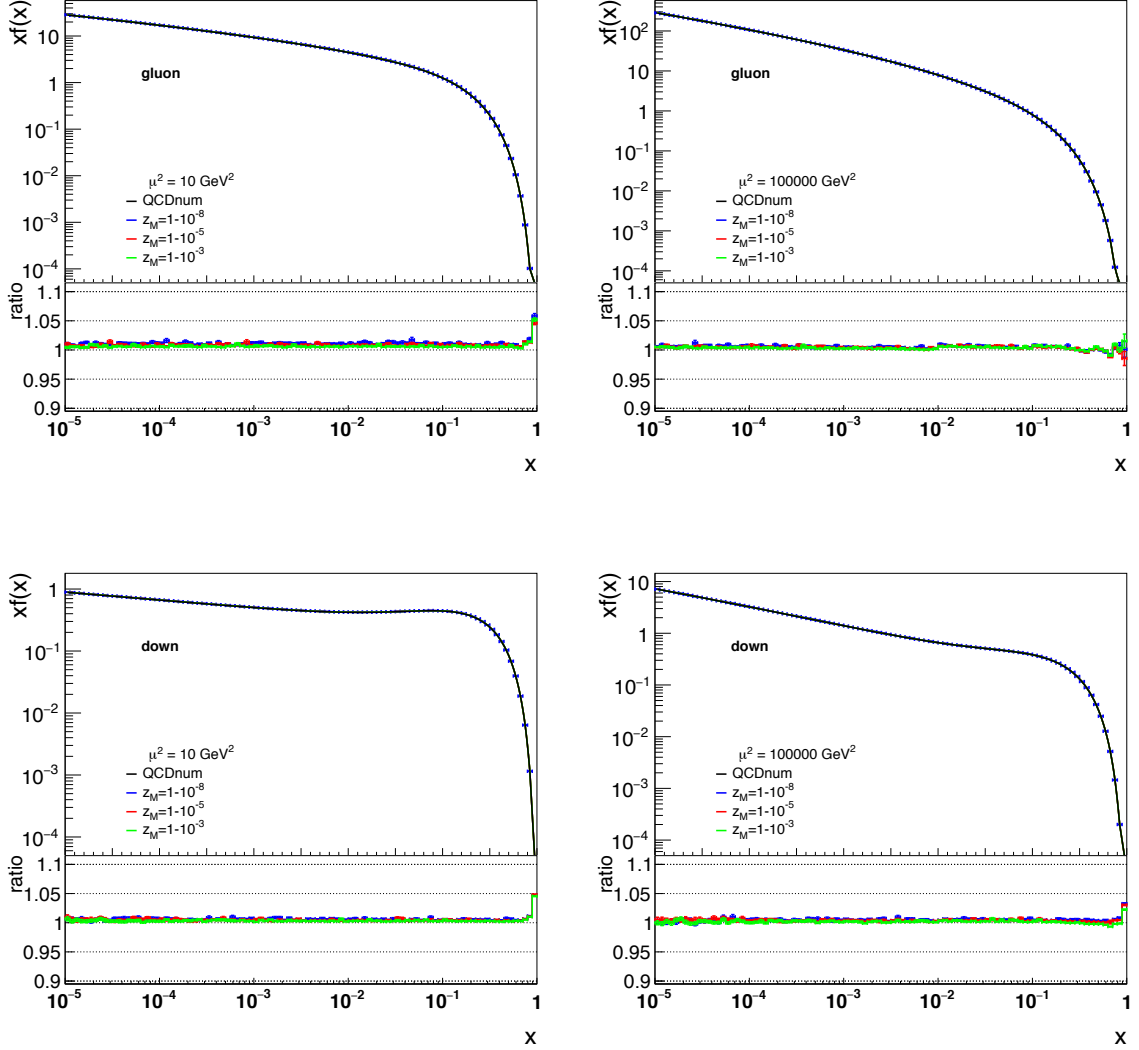 xf(x)
10
1
10⁻¹
10⁻²
10⁻³
10⁻⁴
gluon
μ² = 10 GeV²
QCDnum
z_M=1-10⁻⁸
z_M=1-10⁻⁵
z_M=1-10⁻³
ratio
1.1
1.05
1
0.95
0.9
10⁻⁵ 10⁻⁴ 10⁻³ 10⁻² 10⁻¹ 1
x
xf(x)
10²
10
1
10⁻¹
10⁻²
10⁻³
10⁻⁴
gluon
μ² = 100000 GeV²
QCDnum
z_M=1-10⁻⁸
z_M=1-10⁻⁵
z_M=1-10⁻³
ratio
1.1
1.05
1
0.95
0.9
10⁻⁵ 10⁻⁴ 10⁻³ 10⁻² 10⁻¹ 1
x
xf(x)
1
10⁻¹
10⁻²
10⁻³
10⁻⁴
down
μ² = 10 GeV²
QCDnum
z_M=1-10⁻⁸
z_M=1-10⁻⁵
z_M=1-10⁻³
ratio
1.1
1.05
1
0.95
0.9
10⁻⁵ 10⁻⁴ 10⁻³ 10⁻² 10⁻¹ 1
x
xf(x)
10
1
10⁻¹
10⁻²
10⁻³
10⁻⁴
down
μ² = 100000 GeV²
QCDnum
z_M=1-10⁻⁸
z_M=1-10⁻⁵
z_M=1-10⁻³
ratio
1.1
1.05
1
0.95
0.9
10⁻⁵ 10⁻⁴ 10⁻³ 10⁻² 10⁻¹ 1
x